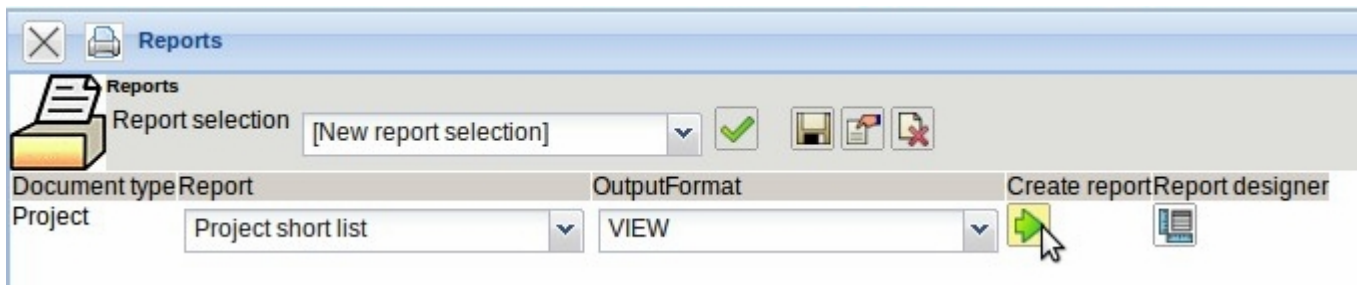 Reports
Reports
Report selection [New report selection]
Document type Report OutputFormat Create report Report designer
Project Project short list VIEW